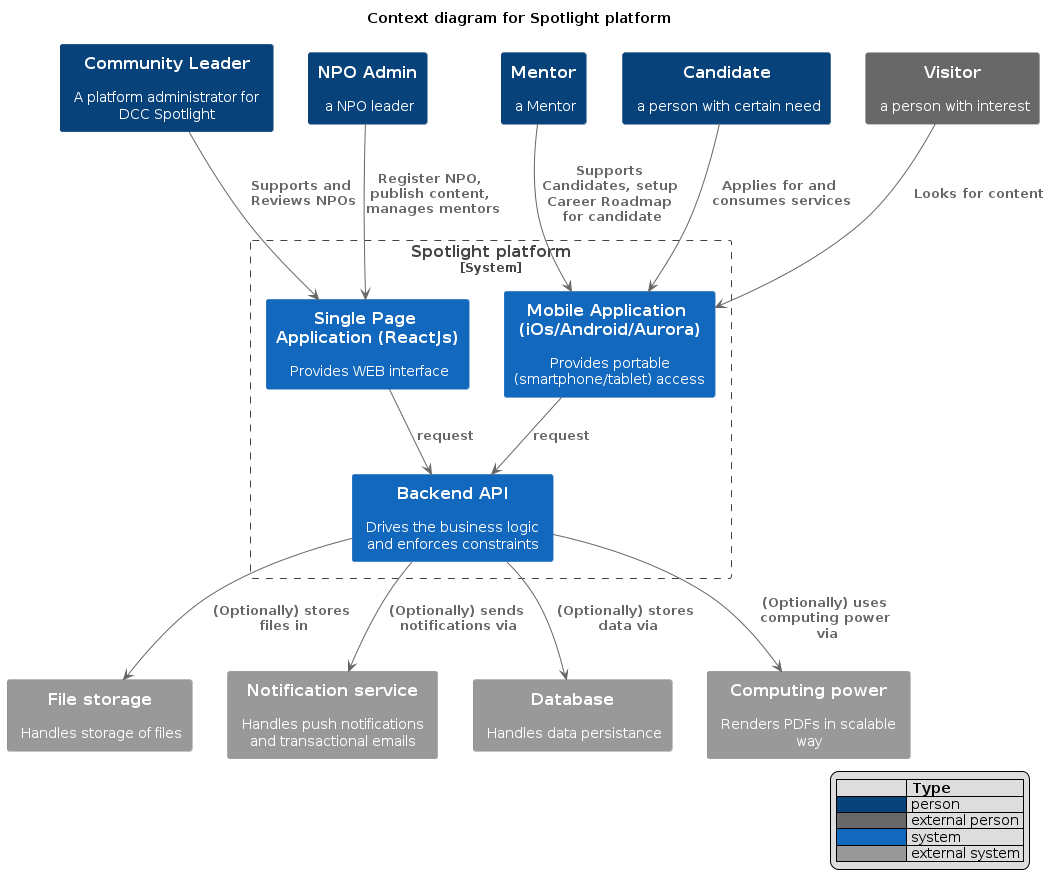 Context diagram for Spotlight platform
Community Leader
A platform administrator for
DCC Spotlight
NPO Admin
a NPO leader
Mentor
a Mentor
Candidate
a person with certain need
Visitor
a person with interest
Supports and
Reviews NPOs
Register NPO,
publish content,
manages mentors
Supports
Candidates, setup
Career Roadmap
for candidate
Applies for and
consumes services
Looks for content
Spotlight platform
[System]
Single Page
Application (ReactJs)
Provides WEB interface
Mobile Application
(iOs/Android/Aurora)
Provides portable
(smartphone/tablet) access
request
request
Backend API
Drives the business logic
and enforces constraints
(Optionally) stores
files in
(Optionally) sends
notifications via
(Optionally) stores
data via
(Optionally) uses
computing power
via
File storage
Handles storage of files
Notification service
Handles push notifications
and transactional emails
Database
Handles data persistance
Computing power
Renders PDFs in scalable
way
Type
person
external person
system
external system